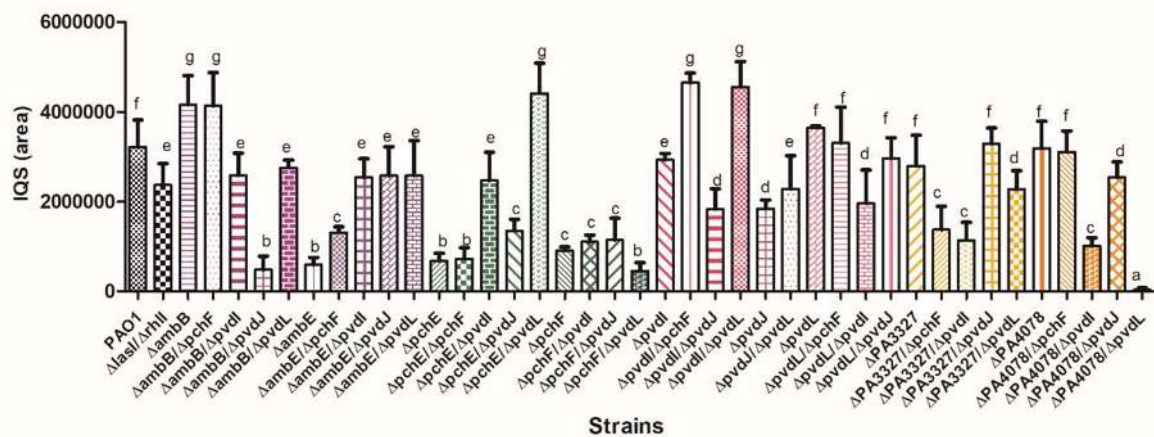 6000000
4000000
2000000
0
IQS (area)
f e g g e b e b c e e e c c e c g c c c b e g d g d e f f d f f c c f d f f c d a
PAO1
ΔlasI/ΔrhlI
ΔambB
ΔambB/ΔpchF
ΔambB/ΔpvdI
ΔambB/ΔpvdJ
ΔambB/ΔpvdL
ΔambE
ΔambE/ΔpchF
ΔambE/ΔpvdI
ΔambE/ΔpvdJ
ΔambE/ΔpvdL
ΔpchE
ΔpchE/ΔpchF
ΔpchE/ΔpvdI
ΔpchE/ΔpvdJ
ΔpchE/ΔpvdL
ΔpchF
ΔpchF/ΔpvdI
ΔpchF/ΔpvdJ
ΔpchF/ΔpvdL
ΔpvdI
ΔpvdI/ΔpchF
ΔpvdI/ΔpvdJ
ΔpvdI/ΔpvdL
ΔpvdJ
ΔpvdJ/ΔpvdL
ΔpvdL
ΔpvdL/ΔpchF
ΔpvdL/ΔpvdI
ΔpvdL/ΔpvdJ
ΔPA3327
ΔPA3327/ΔpchF
ΔPA3327/ΔpvdI
ΔPA3327/ΔpvdJ
ΔPA3327/ΔpvdL
ΔPA4078
ΔPA4078/ΔpchF
ΔPA4078/ΔpvdI
ΔPA4078/ΔpvdJ
ΔPA4078/ΔpvdL
Strains